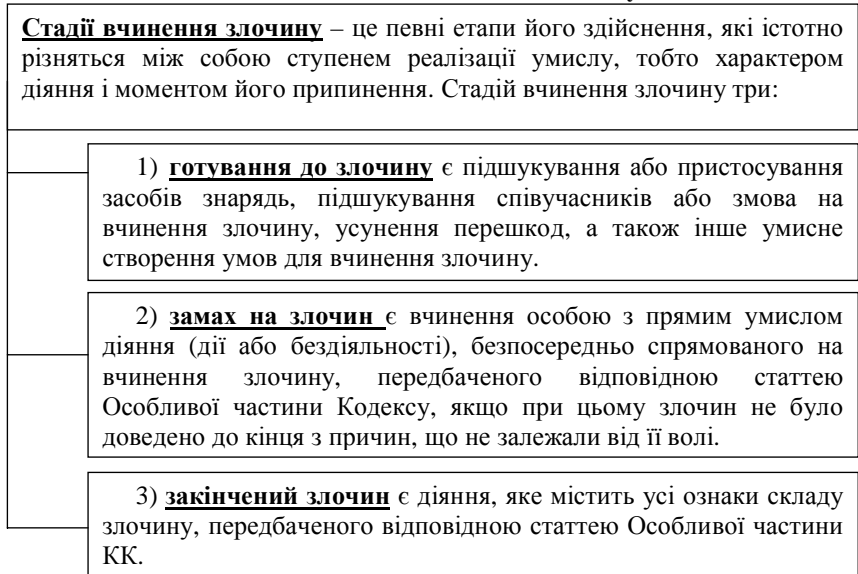 Стадії вчинення злочину – це певні етапи його здійснення, які істотно
різняться між собою ступенем реалізації умислу, тобто характером
діяння і моментом його припинення. Стадій вчинення злочину три:
1) готування до злочину є підшукування або пристосування
засобів знарядь, підшукування співучасників або змова на
вчинення злочину, усунення перешкод, а також інше умисне
створення умов для вчинення злочину.
2) замах на злочин є вчинення особою з прямим умислом
діяння (дії або бездіяльності), безпосередньо спрямованого на
вчинення злочину, передбаченого відповідною статтею
Особливої частини Кодексу, якщо при цьому злочин не було
доведено до кінця з причин, що не залежали від її волі.
3) закінчений злочин є діяння, яке містить усі ознаки складу
злочину, передбаченого відповідною статтею Особливої частини
КК.